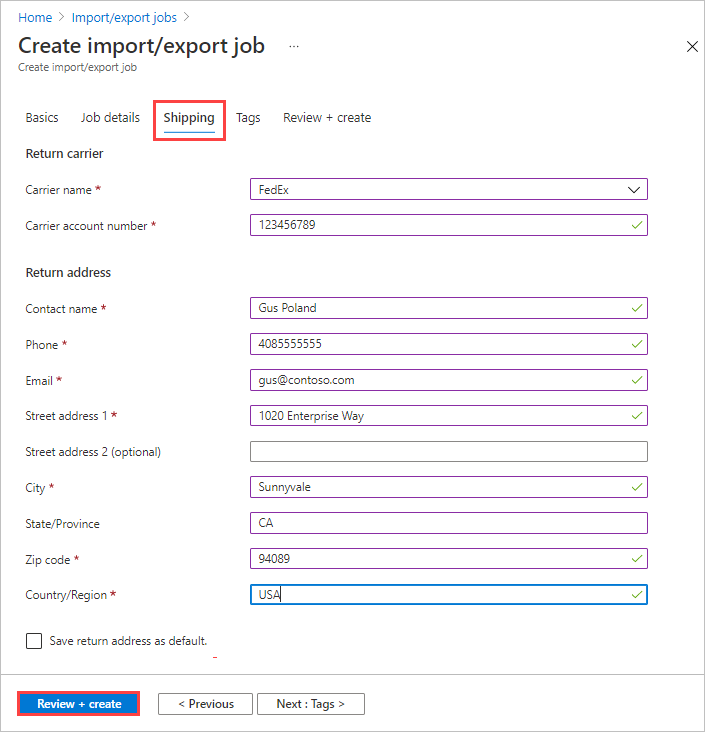 Home > Import/export jobs >
Create import/export job ...
Create import/export job
Basics Job details Shipping Tags Review + create
Return carrier
Carrier name * FedEx
Carrier account number * 123456789
Return address
Contact name * Gus Poland
Phone * 4085555555
Email * gus@contoso.com
Street address 1 * 1020 Enterprise Way
Street address 2 (optional)
City * Sunnyvale
State/Province CA
Zip code * 94089
Country/Region * USA
Save return address as default.
Review + create < Previous Next : Tags >